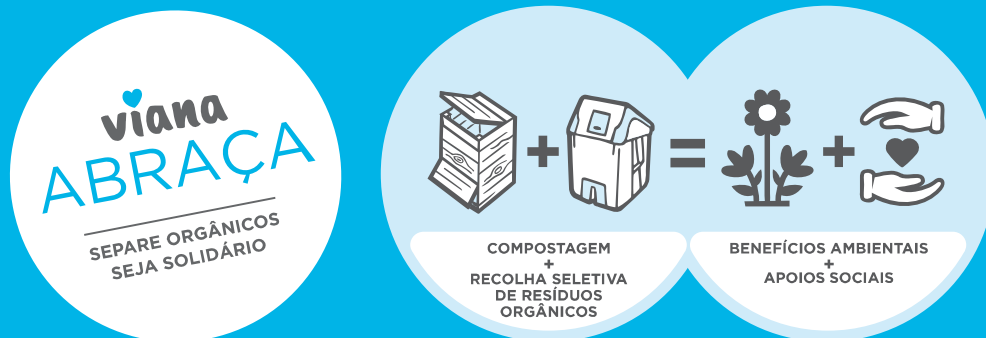 viana
ABRAÇA
SEPARE ORGÂNICOS
SEJA SOLIDÁRIO
COMPOSTAGEM
+
RECOLHA SELETIVA
DE RESÍDUOS
ORGÂNICOS
BENEFÍCIOS AMBIENTAIS
+
APOIOS SOCIAIS